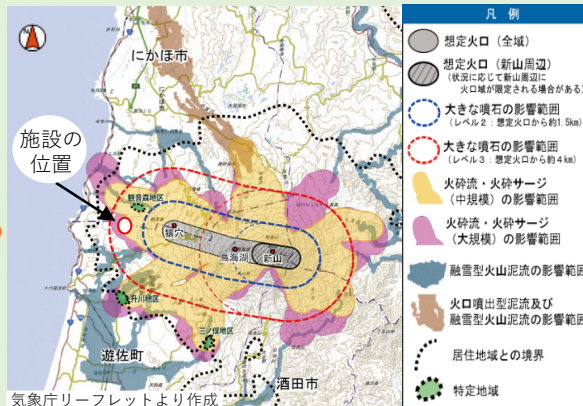 にかほ市
施設の
位置
観音森地区
猿穴
鳥海湖
新山
升川地区
三ノ俣地区
遊佐町
酒田市
気象庁リーフレットより作成
凡 例
想定火口（全域）
想定火口（新山周辺）
（状況に応じて新山周辺に
火口域が限定される場合がある）
大きな噴石の影響範囲
（レベル２：想定火口から約1.5km）
大きな噴石の影響範囲
（レベル３：想定火口から約４km）
火砕流・火砕サージ
（中規模）の影響範囲
火砕流・火砕サージ
（大規模）の影響範囲
融雪型火山泥流の影響範囲
火口噴出型泥流及び
融雪型火山泥流の影響範囲
居住地域との境界
特定地域